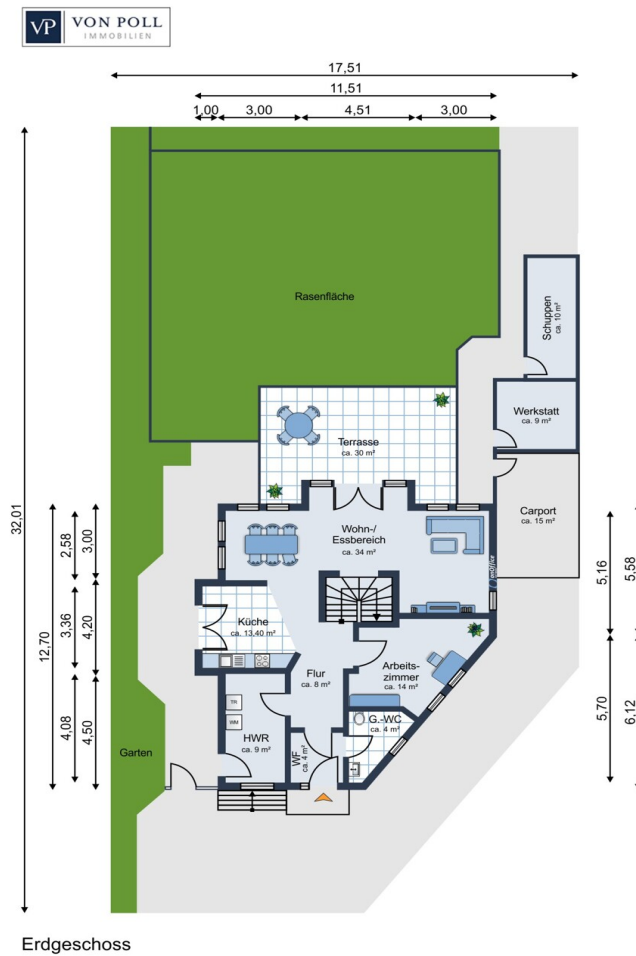 VP VON POLL
IMMOBILIEN
17,51
11,51
1,00 3,00 4,51 3,00
32,01
12,70
2,58
3,00
3,36
4,20
4,08
4,50
5,16
5,58
5,70
6,12
Rasenfläche
Schuppen
ca. 10 m²
Werkstatt
ca. 9 m²
Terrasse
ca. 30 m²
Carport
ca. 15 m²
Wohn-/
Essbereich
ca. 34 m²
Küche
ca. 13,40 m²
Flur
ca. 8 m²
Arbeits-
zimmer
ca. 14 m²
TR
WM
HWR
ca. 9 m²
WF
ca. 4 m²
G.-WC
ca. 4 m²
Garten
Erdgeschoss